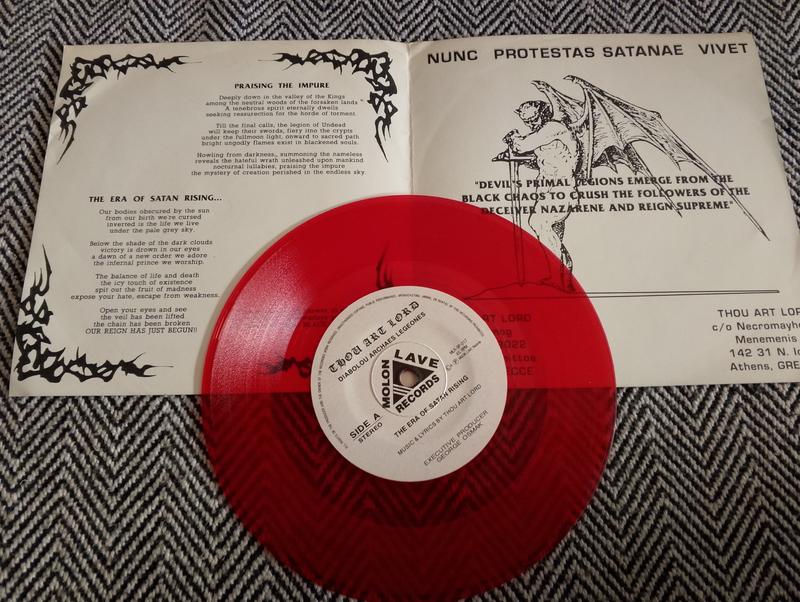 PRAISING THE IMPURE
Deeply down in the valley of the Kings
among the nestral woods of the forsaken lands
A tenebrous spirit eternally dwells
seeking ressurection for the horde of torment.
Till the final calls, the legion of Undead
will keep their swords, fiery into the crypts
under the fullmoon light, onward to sacred path
bright ungodly flames exist in blackened souls.
Howling from darkness,, summoning the nameless
reveals the hateful wrath unleashed upon mankind
nocturnal lullabies, praising the impure
the mystery of creation perished in the endless sky.
THE ERA OF SATAN RISING...
Our bodies obscured by the sun
from our birth we're cursed
inverted is the life we live
under the pale grey sky.
Below the shade of the dark clouds
victory is drown in our eyes
a dawn of a new order we adore
the infernal prince we worship.
The balance of life and death
the icy touch of existence
spit out the fruit of madness
expose your hate, escape from weakness.
Open your eyes and see
the veil has been lifted
the chain has been broken
OUR REIGN HAS JUST BEGUN!!
NUNC PROTESTAS SATANAE VIVET
"DEVIL'S PRIMAL LEGIONS EMERGE FROM THE
BLACK CHAOS TO CRUSH THE FOLLOWERS OF THE
DECEIVER NAZARENE AND REIGN SUPREME"
ART LORD
THOU ART LOR
c/o Necromayhe
Menemenis
142 31 N. Io
Athens, GRE
THOU ART LORD
DIABOLOU ARCHAES LEGEONES
MOLON
LAVE
RECORDS
SIDE A
STEREO
45 RPM
THE ERA OF SATAN RISING
MUSIC & LYRICS BY THOU ART LORD
EXECUTIVE PRODUCER
GEORGE OSMAK